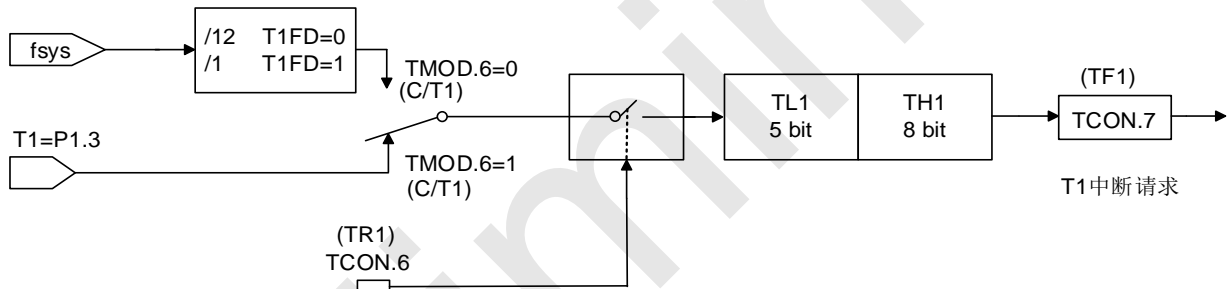 fsys
/12 T1FD=0
/1 T1FD=1
TMOD.6=0
(C/T1)
T1=P1.3
TMOD.6=1
(C/T1)
(TR1)
TCON.6
TL1
5 bit
TH1
8 bit
(TF1)
TCON.7
T1中断请求